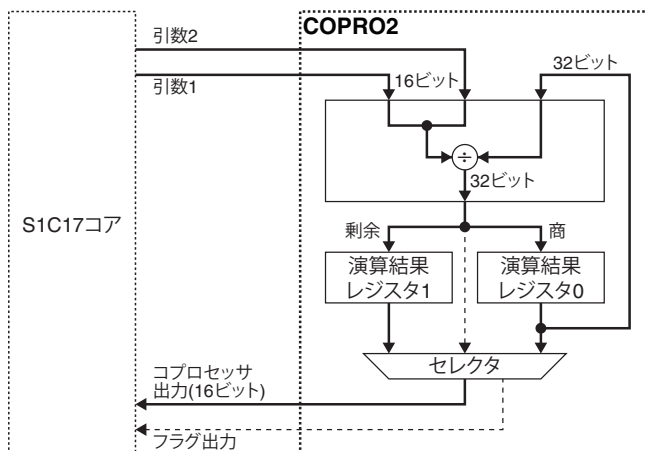 COPRO2
引数2
引数1
16ビット
32ビット
÷
32ビット
S1C17コア
剰余
商
演算結果
レジスタ1
演算結果
レジスタ0
セレクタ
コプロセッサ
出力(16ビット)
フラグ出力